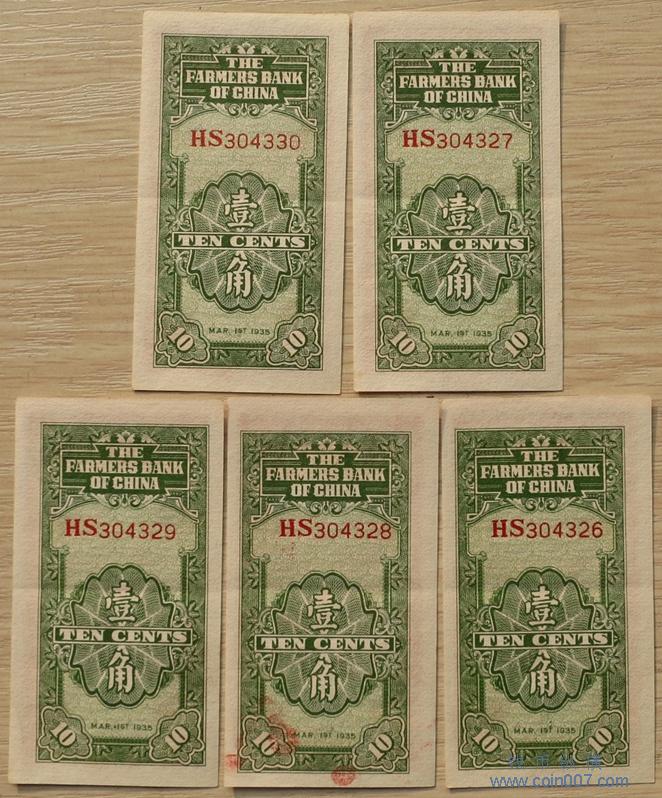 THE
FARMERS BANK
OF CHINA
HS304330
壹
TEN CENTS
角
MAR. 1ST 1935
10 10
THE
FARMERS BANK
OF CHINA
HS304327
壹
TEN CENTS
角
MAR. 1ST 1935
10 10
THE
FARMERS BANK
OF CHINA
HS304329
壹
TEN CENTS
角
MAR. 1ST 1935
10 10
THE
FARMERS BANK
OF CHINA
HS304328
壹
TEN CENTS
角
MAR. 1ST 1935
10 10
THE
FARMERS BANK
OF CHINA
HS304326
壹
TEN CENTS
角
MAR. 1ST 1935
10 10
www.coin007.com